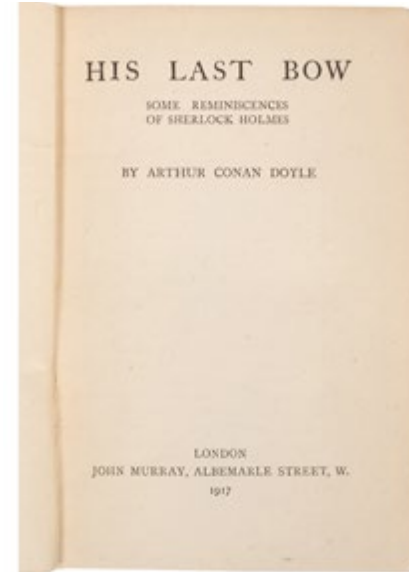 HIS LAST BOW
SOME REMINISCENCES
OF SHERLOCK HOLMES
BY ARTHUR CONAN DOYLE
LONDON
JOHN MURRAY, ALBEMARLE STREET, W.
1917